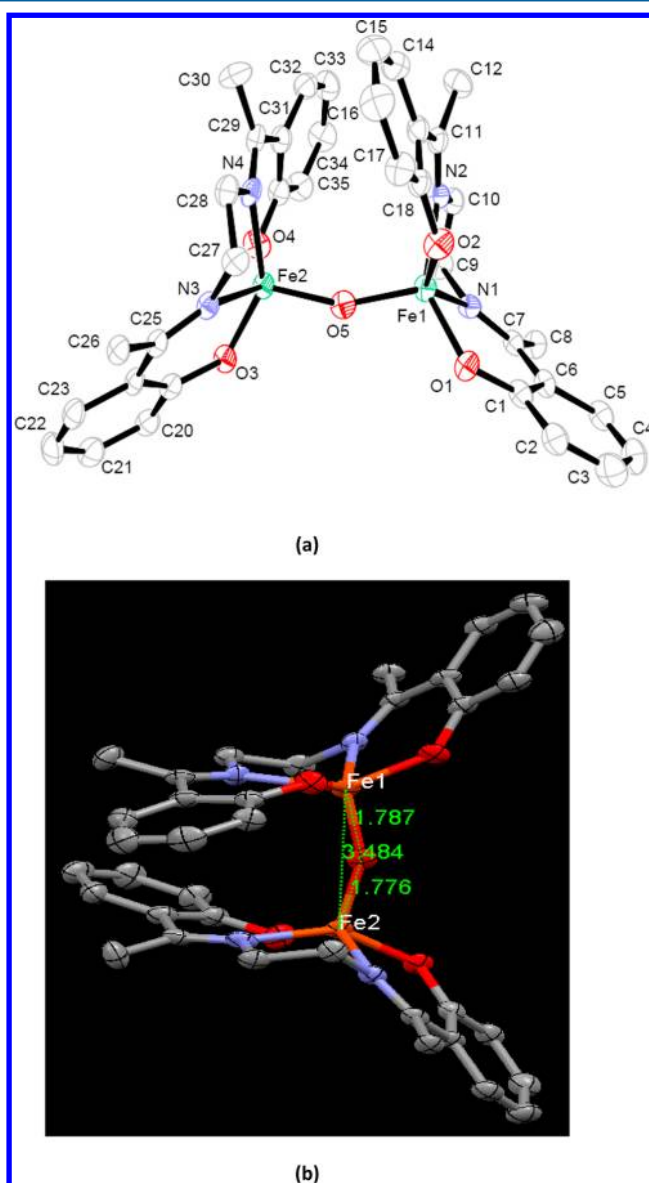 C15
C14
C33
C32
C12
C30
C31
C16
C29
C11
N4
C17
N2
C34
C10
C28
C35
C18
O4
O2
C27
C9
Fe2
N3
N1
O5
Fe1
C7
C8
C26
C25
O3
O1
C6
C23
C1
C5
C22
C20
C2
C4
C21
C3
(a)
Fe1
1.787
3.484
1.776
Fe2
(b)